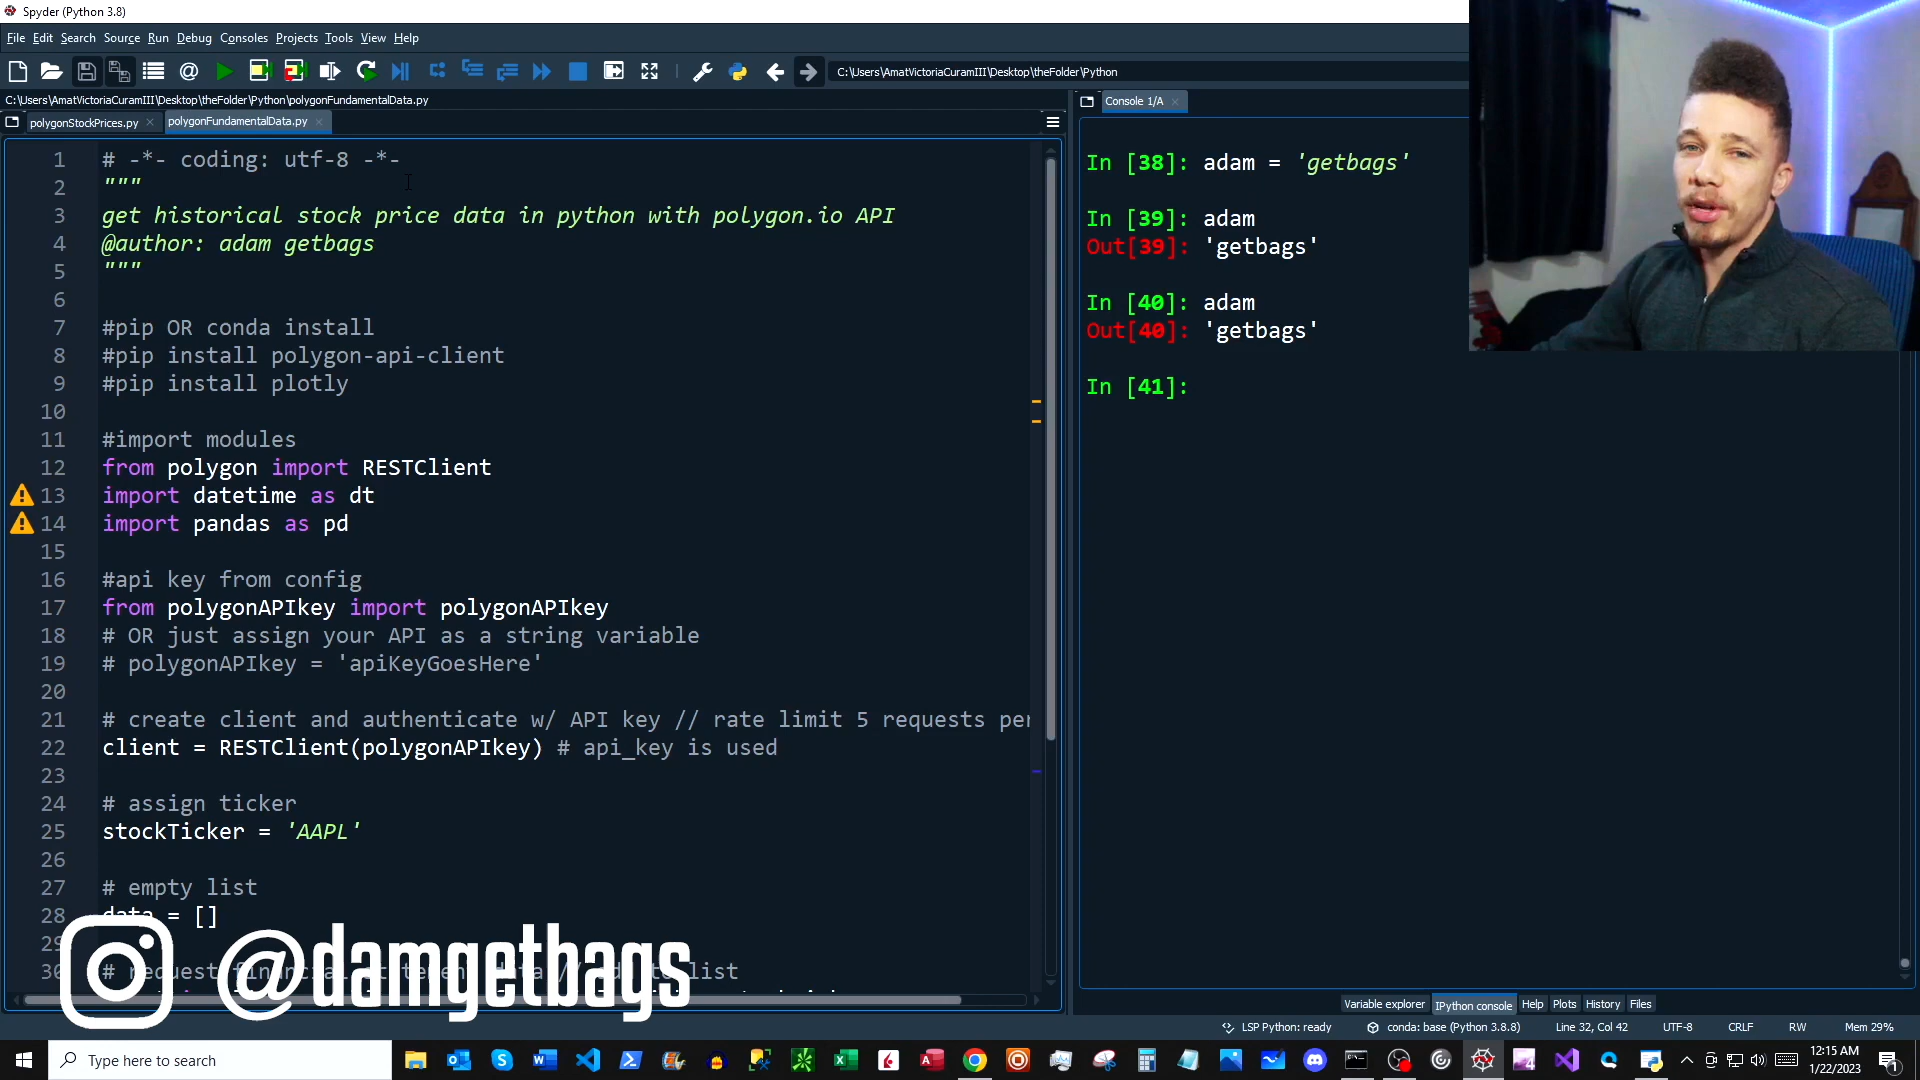 Spyder (Python 3.8)
File Edit Search Source Run Debug Consoles Projects Tools View Help
C:\Users\AmatVictoriaCuramIII\Desktop\theFolder\Python
C:\Users\AmatVictoriaCuramIII\Desktop\theFolder\Python\polygonFundamentalData.py
polygonStockPrices.py
polygonFundamentalData.py
1 # -*- coding: utf-8 -*-
2 """
3 get historical stock price data in python with polygon.io API
4 @author: adam getbags
5 """
6
7 #pip OR conda install
8 #pip install polygon-api-client
9 #pip install plotly
10
11 #import modules
12 from polygon import RESTClient
13 import datetime as dt
14 import pandas as pd
15
16 #api key from config
17 from polygonAPIkey import polygonAPIkey
18 # OR just assign your API as a string variable
19 # polygonAPIkey = 'apiKeyGoesHere'
20
21 # create client and authenticate w/ API key // rate limit 5 requests per
22 client = RESTClient(polygonAPIkey) # api_key is used
23
24 # assign ticker
25 stockTicker = 'AAPL'
26
27 # empty list
28 data = []
29
30 # request list
@damgetbags
Console 1/A
In [38]: adam = 'getbags'
In [39]: adam
Out[39]: 'getbags'
In [40]: adam
Out[40]: 'getbags'
In [41]:
Variable explorer IPython console Help Plots History Files
LSP Python: ready conda: base (Python 3.8.8) Line 32, Col 42 UTF-8 CRLF RW Mem 29%
Type here to search
12:15 AM
1/22/2023